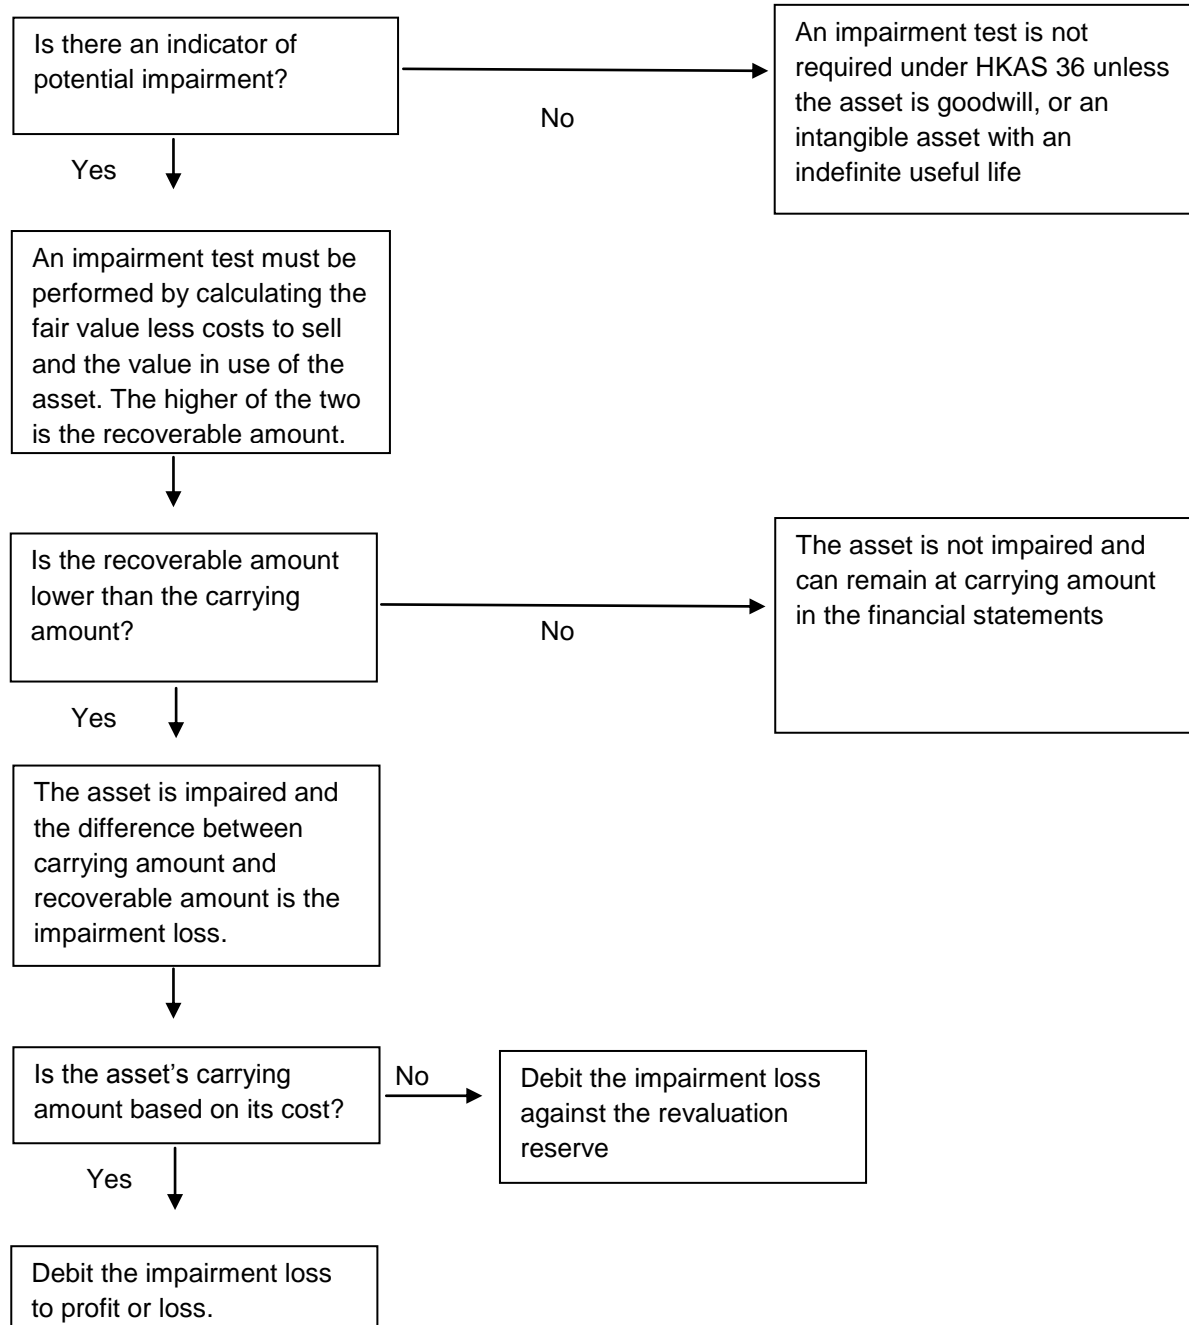 Is there an indicator of
potential impairment?
No
An impairment test is not
required under HKAS 36 unless
the asset is goodwill, or an
intangible asset with an
indefinite useful life
Yes
An impairment test must be
performed by calculating the
fair value less costs to sell
and the value in use of the
asset. The higher of the two
is the recoverable amount.
Is the recoverable amount
lower than the carrying
amount?
No
The asset is not impaired and
can remain at carrying amount
in the financial statements
Yes
The asset is impaired and
the difference between
carrying amount and
recoverable amount is the
impairment loss.
Is the asset’s carrying
amount based on its cost?
No
Debit the impairment loss
against the revaluation
reserve
Yes
Debit the impairment loss
to profit or loss.